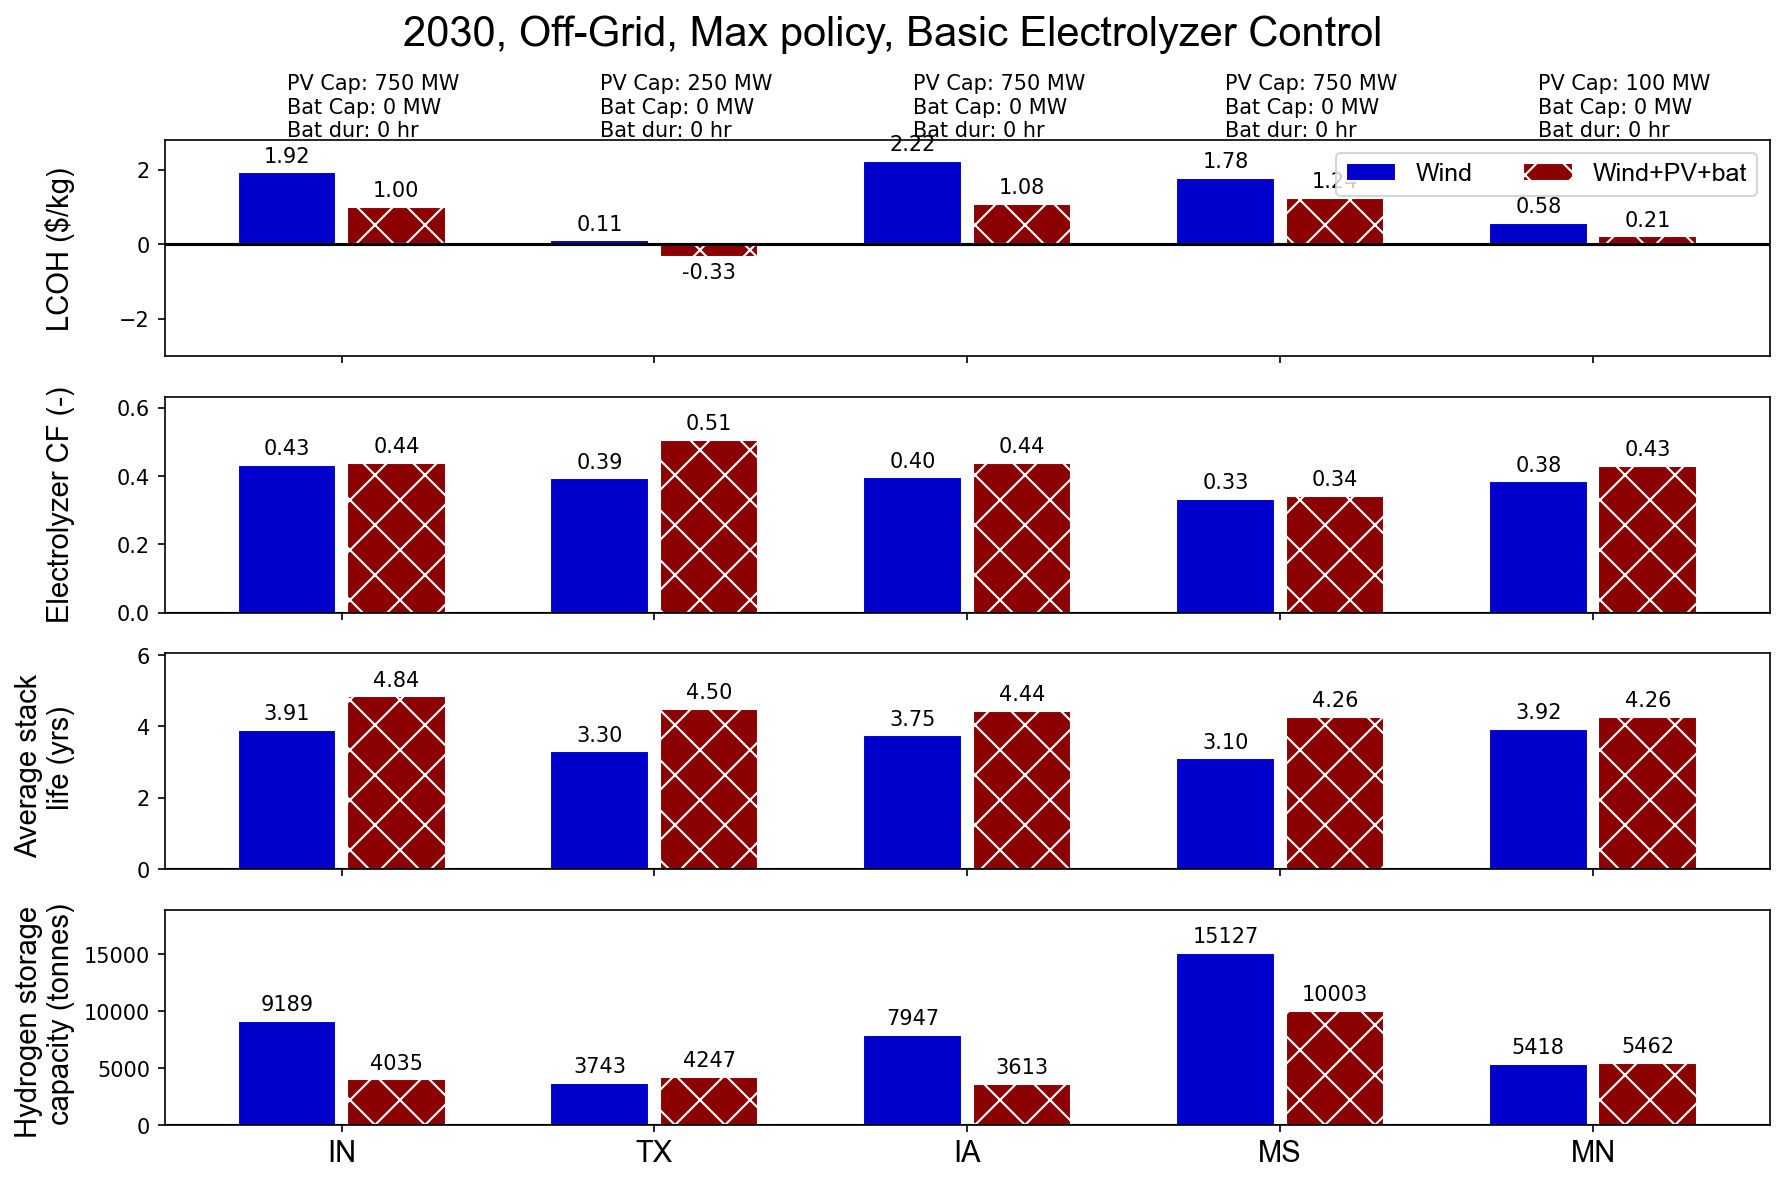 2030, Off-Grid, Max policy, Basic Electrolyzer Control
PV Cap: 750 MW
Bat Cap: 0 MW
Bat dur: 0 hr
PV Cap: 250 MW
Bat Cap: 0 MW
Bat dur: 0 hr
PV Cap: 750 MW
Bat Cap: 0 MW
Bat dur: 0 hr
PV Cap: 750 MW
Bat Cap: 0 MW
Bat dur: 0 hr
PV Cap: 100 MW
Bat Cap: 0 MW
Bat dur: 0 hr
LCOH ($/kg)
2
0
−2
1.92
1.00
0.11
-0.33
2.22
1.08
1.78
1.24
0.58
0.21
Wind
Wind+PV+bat
Electrolyzer CF (-)
0.6
0.4
0.2
0.0
0.43
0.44
0.39
0.51
0.40
0.44
0.33
0.34
0.38
0.43
Average stack
life (yrs)
6
4
2
0
3.91
4.84
3.30
4.50
3.75
4.44
3.10
4.26
3.92
4.26
Hydrogen storage
capacity (tonnes)
15000
10000
5000
0
9189
4035
3743
4247
7947
3613
15127
10003
5418
5462
IN
TX
IA
MS
MN